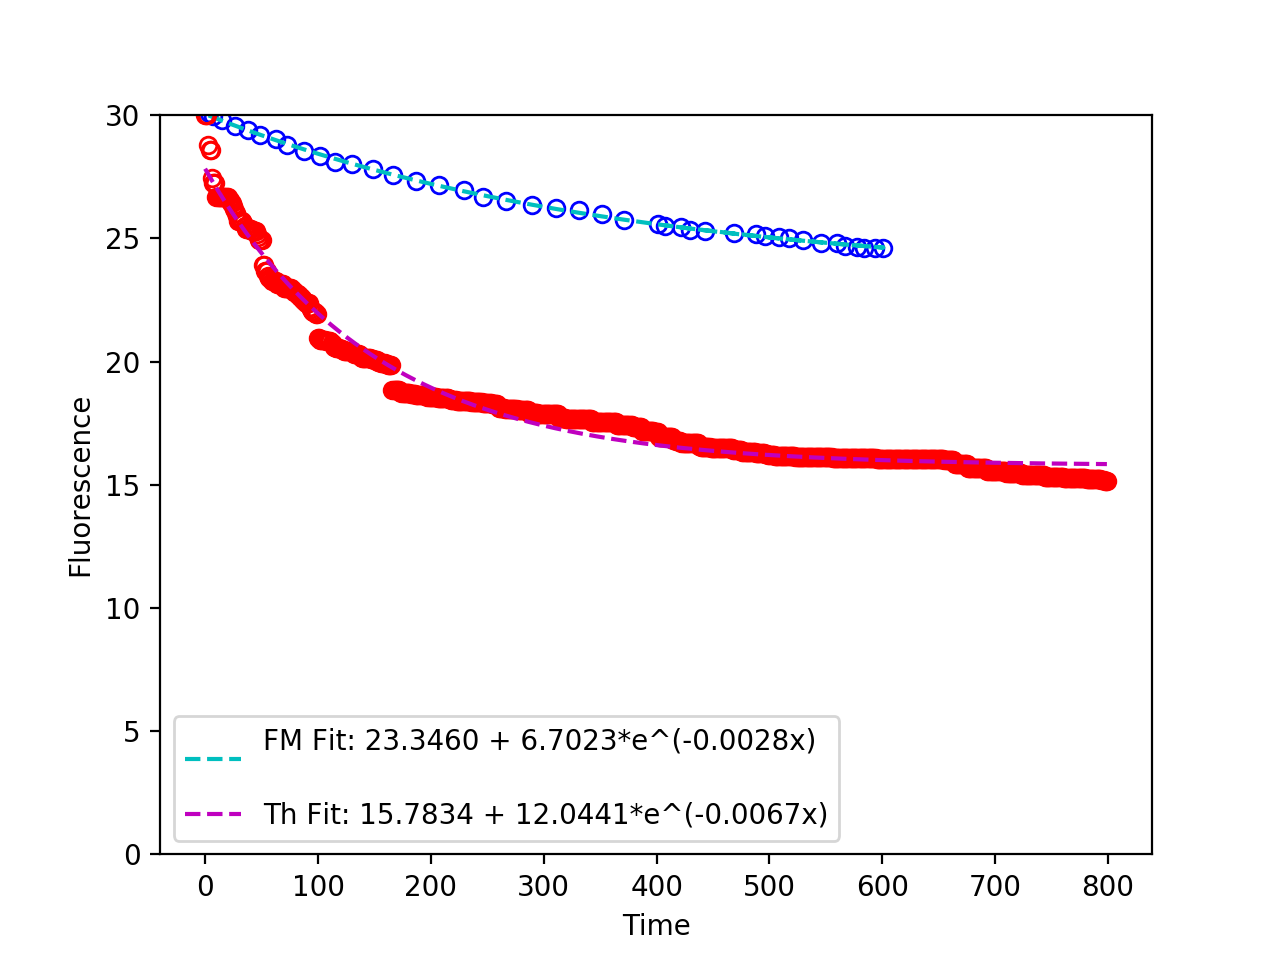 30
25
20
15
10
5
0
Fluorescence
FM Fit: 23.3460 + 6.7023*e^(-0.0028x)
Th Fit: 15.7834 + 12.0441*e^(-0.0067x)
0 100 200 300 400 500 600 700 800
Time